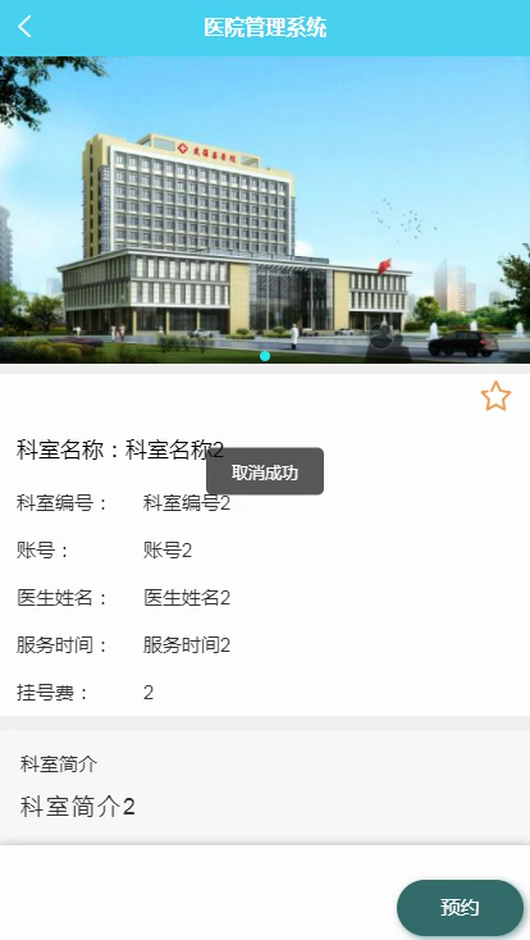 医院管理系统
科室名称：科室名称2
取消成功
科室编号： 科室编号2
账号： 账号2
医生姓名： 医生姓名2
服务时间： 服务时间2
挂号费： 2
科室简介
科室简介2
预约